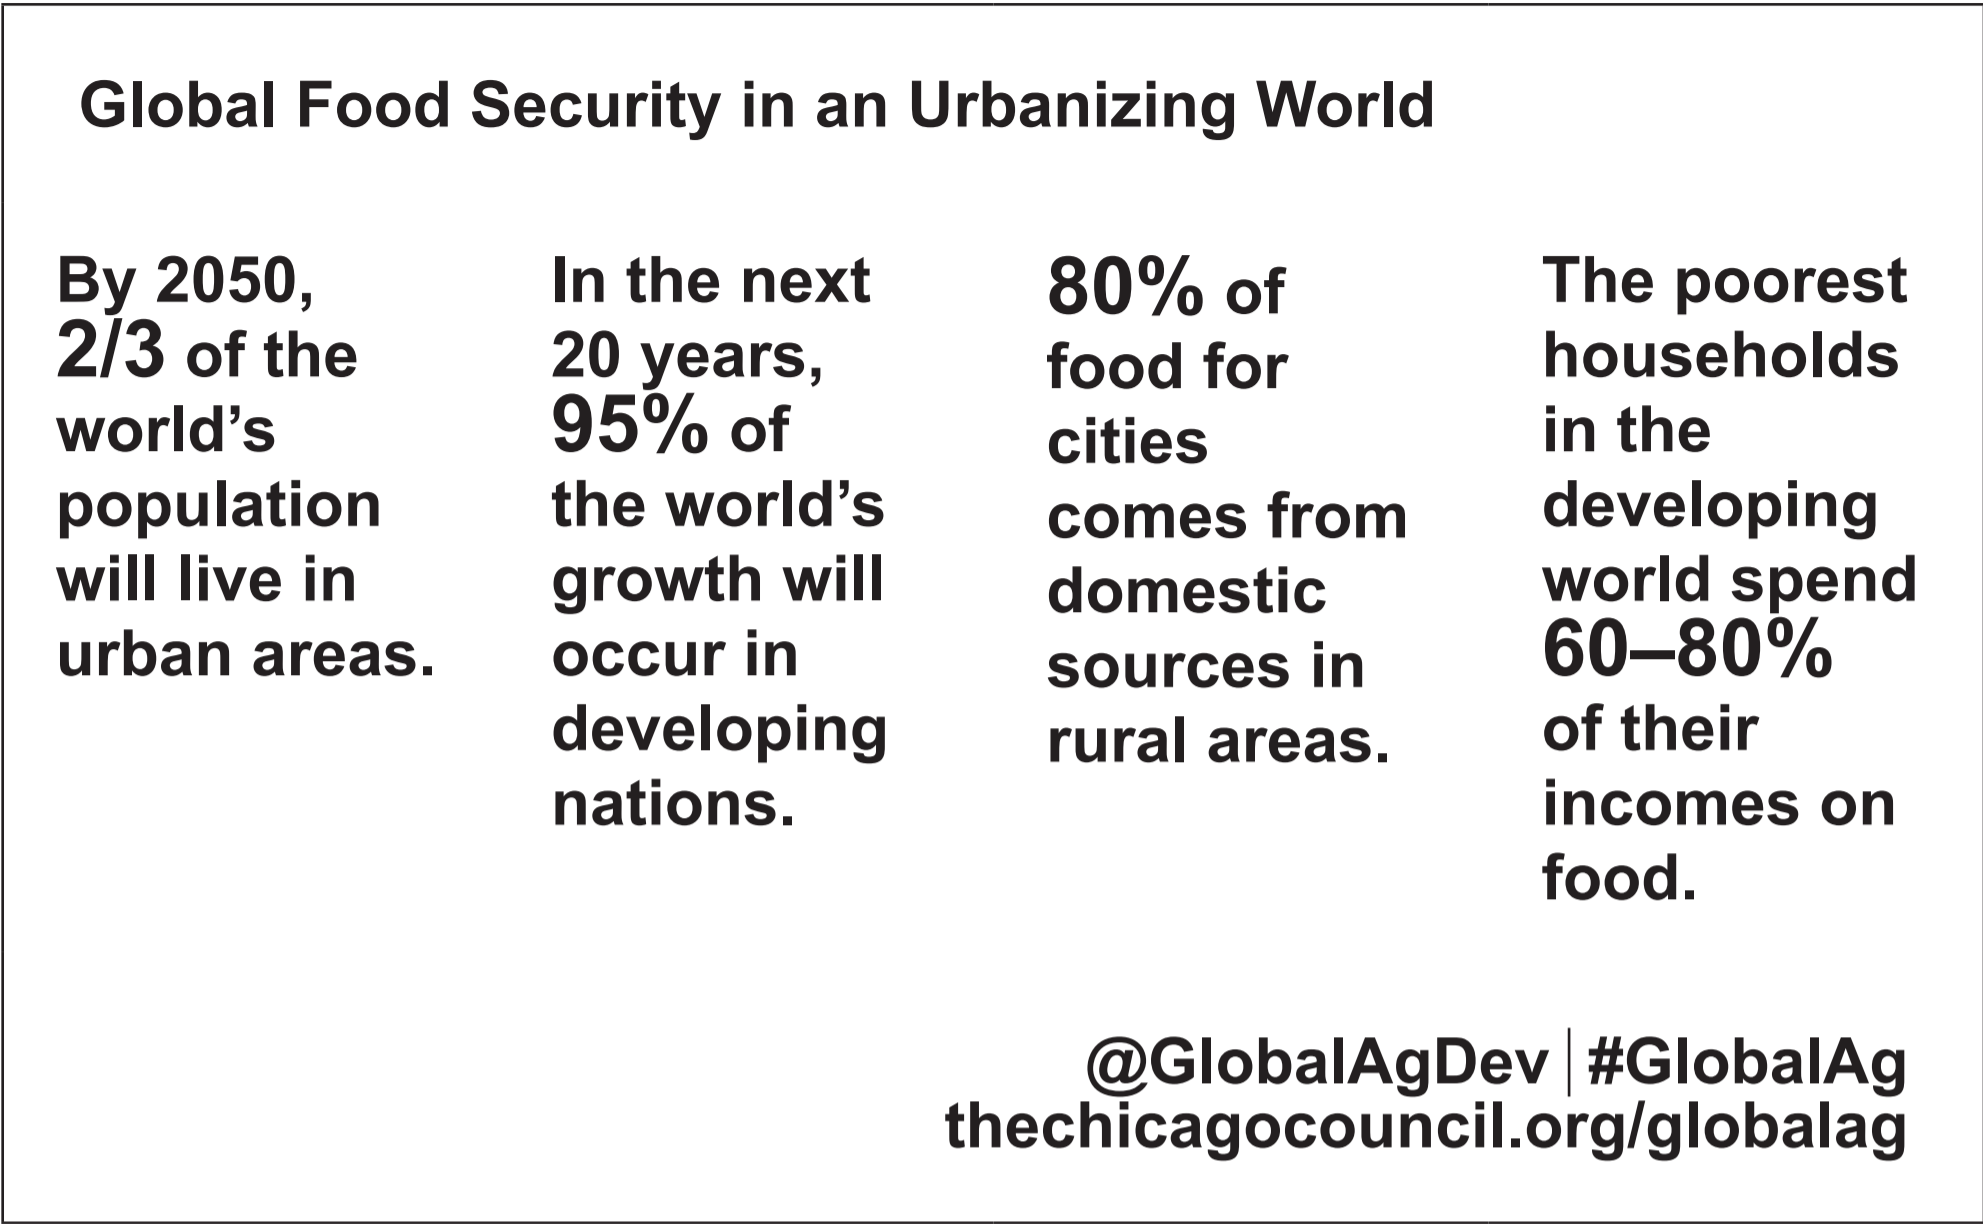 Global Food Security in an Urbanizing World
By 2050,
2/3 of the
world’s
population
will live in
urban areas.
In the next
20 years,
95% of
the world’s
growth will
occur in
developing
nations.
80% of
food for
cities
comes from
domestic
sources in
rural areas.
The poorest
households
in the
developing
world spend
60–80%
of their
incomes on
food.
@GlobalAgDev | #GlobalAg
thechicagocouncil.org/globalag